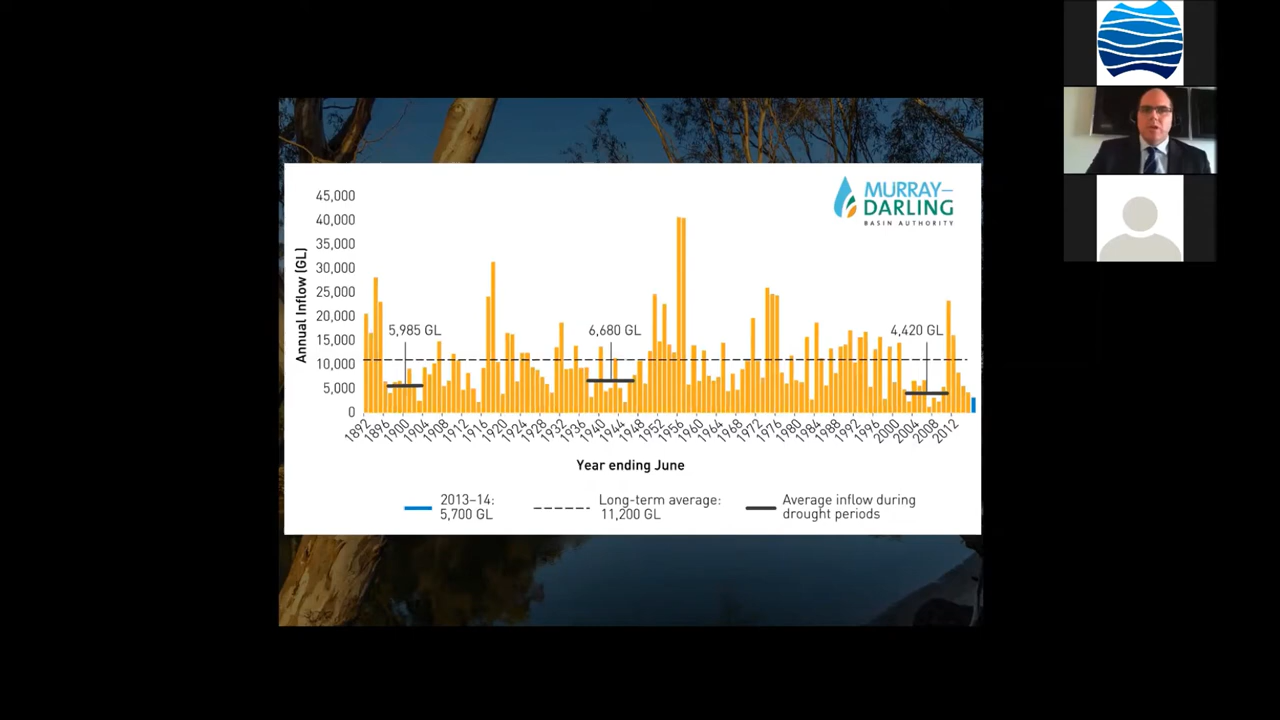 45,000
40,000
35,000
30,000
25,000
20,000
15,000
10,000
5,000
0
Annual Inflow (GL)
MURRAY–
DARLING
BASIN AUTHORITY
5,985 GL
6,680 GL
4,420 GL
1892 1896 1900 1904 1908 1912 1916 1920 1924 1928 1932 1936 1940 1944 1948 1952 1956 1960 1964 1968 1972 1976 1980 1984 1988 1992 1996 2000 2004 2008 2012
Year ending June
2013–14:
5,700 GL
Long-term average:
11,200 GL
Average inflow during
drought periods